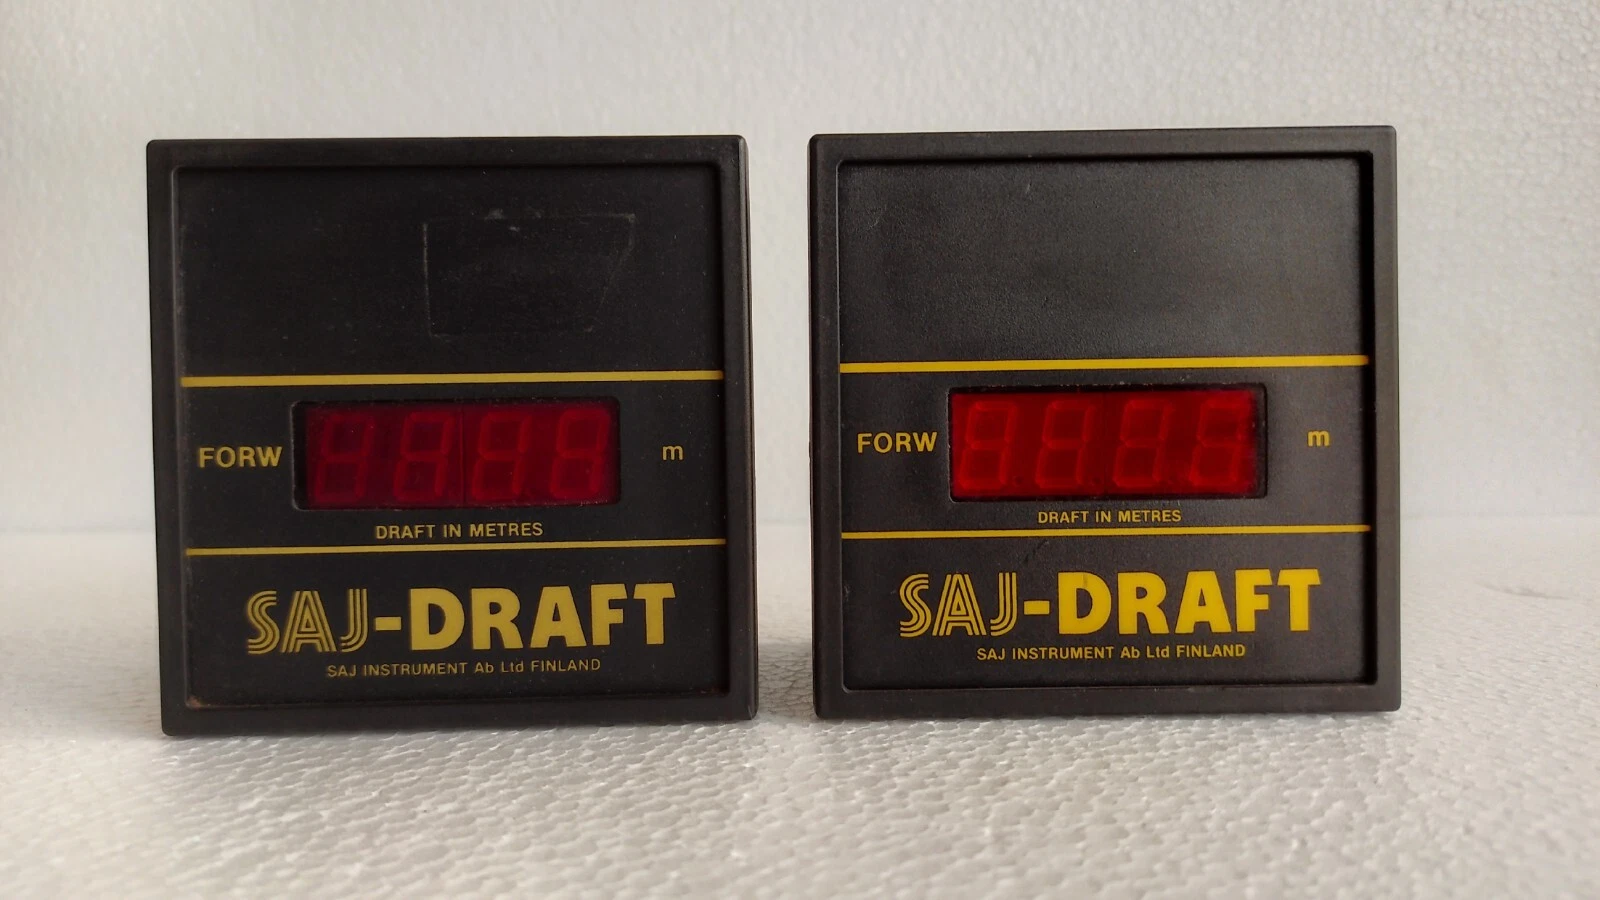 FORW m
DRAFT IN METRES
SAJ-DRAFT
SAJ INSTRUMENT Ab Ltd FINLAND
FORW m
DRAFT IN METRES
SAJ-DRAFT
SAJ INSTRUMENT Ab Ltd FINLAND